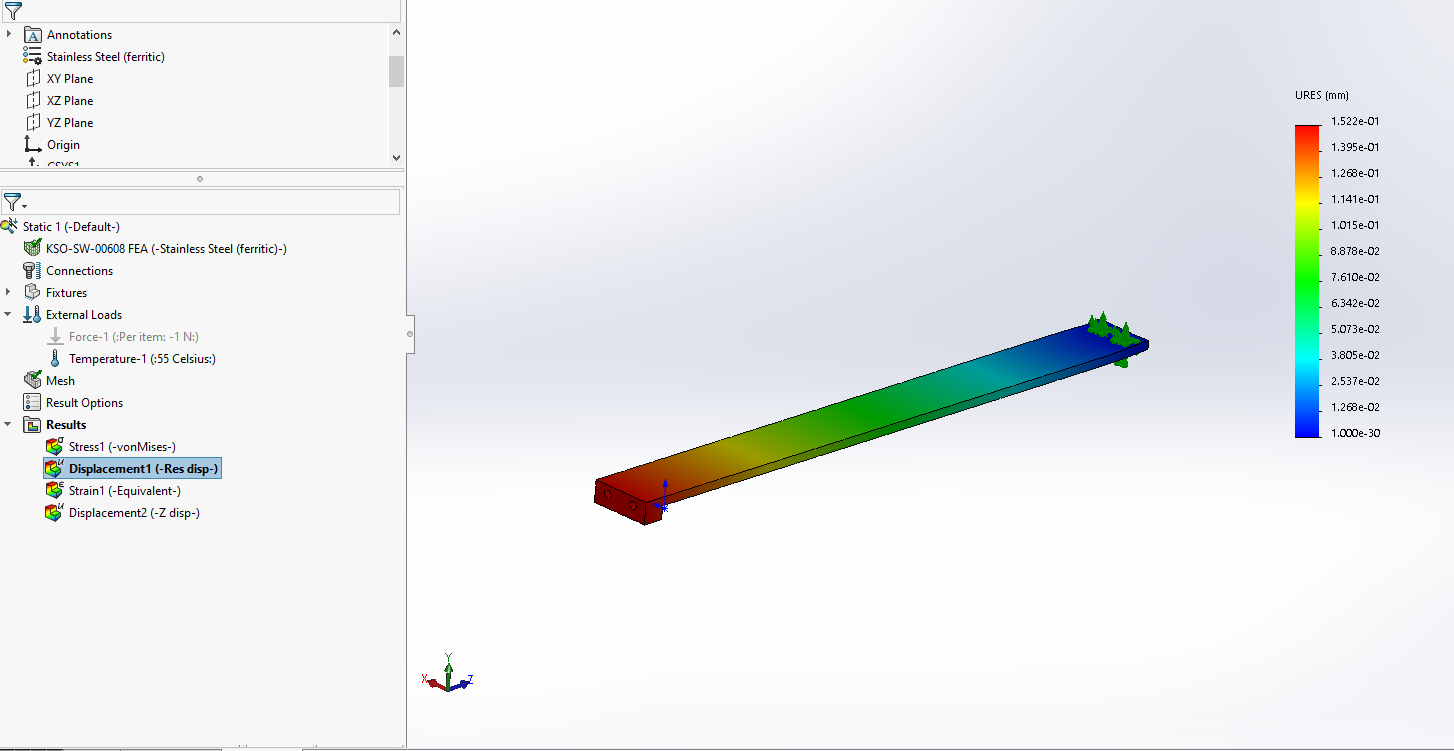 Annotations
Stainless Steel (ferritic)
XY Plane
XZ Plane
YZ Plane
Origin
CSYS1
Static 1 (-Default-)
KSO-SW-00608 FEA (-Stainless Steel (ferritic)-)
Connections
Fixtures
External Loads
Force-1 (:Per item: -1 N:)
Temperature-1 (:55 Celsius:)
Mesh
Result Options
Results
Stress1 (-vonMises-)
Displacement1 (-Res disp-)
Strain1 (-Equivalent-)
Displacement2 (-Z disp-)
URES (mm)
1.522e-01
1.395e-01
1.268e-01
1.141e-01
1.015e-01
8.878e-02
7.610e-02
6.342e-02
5.073e-02
3.805e-02
2.537e-02
1.268e-02
1.000e-30
Y
X
Z